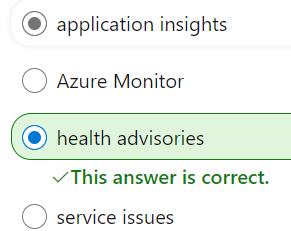 application insights
Azure Monitor
health advisories
This answer is correct.
service issues